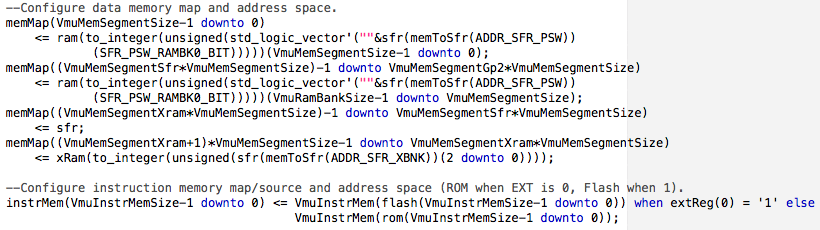 --Configure data memory map and address space.
memMap(VmuMemSegmentSize-1 downto 0)
<= ram(to_integer(unsigned(std_logic_vector'(""&sfr(memToSfr(ADDR_SFR_PSW))
(SFR_PSW_RAMBK0_BIT)))))(VmuMemSegmentSize-1 downto 0);
memMap((VmuMemSegmentSfr*VmuMemSegmentSize)-1 downto VmuMemSegmentGp2*VmuMemSegmentSize)
<= ram(to_integer(unsigned(std_logic_vector'(""&sfr(memToSfr(ADDR_SFR_PSW))
(SFR_PSW_RAMBK0_BIT)))))(VmuRamBankSize-1 downto VmuMemSegmentSize);
memMap((VmuMemSegmentXram*VmuMemSegmentSize)-1 downto VmuMemSegmentSfr*VmuMemSegmentSize)
<= sfr;
memMap((VmuMemSegmentXram+1)*VmuMemSegmentSize-1 downto VmuMemSegmentXram*VmuMemSegmentSize)
<= xRam(to_integer(unsigned(sfr(memToSfr(ADDR_SFR_XBNK))(2 downto 0))));
--Configure instruction memory map/source and address space (ROM when EXT is 0, Flash when 1).
instrMem(VmuInstrMemSize-1 downto 0) <= VmuInstrMem(flash(VmuInstrMemSize-1 downto 0)) when extReg(0) = '1' else
VmuInstrMem(rom(VmuInstrMemSize-1 downto 0));